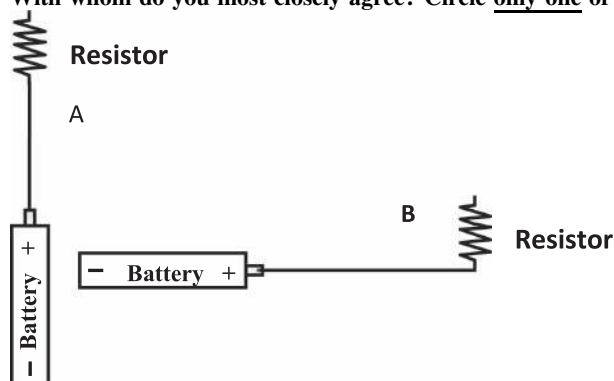 With whom do you most closely agree? Circle only one of
Resistor
A
B
Resistor
+
Battery
–
– Battery +